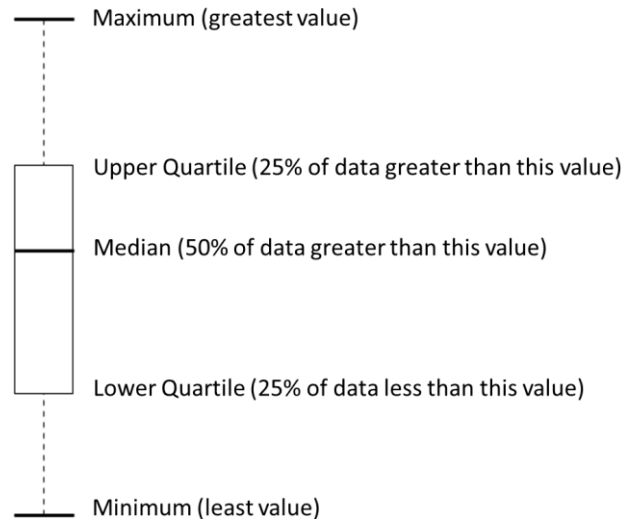 Maximum (greatest value)
Upper Quartile (25% of data greater than this value)
Median (50% of data greater than this value)
Lower Quartile (25% of data less than this value)
Minimum (least value)